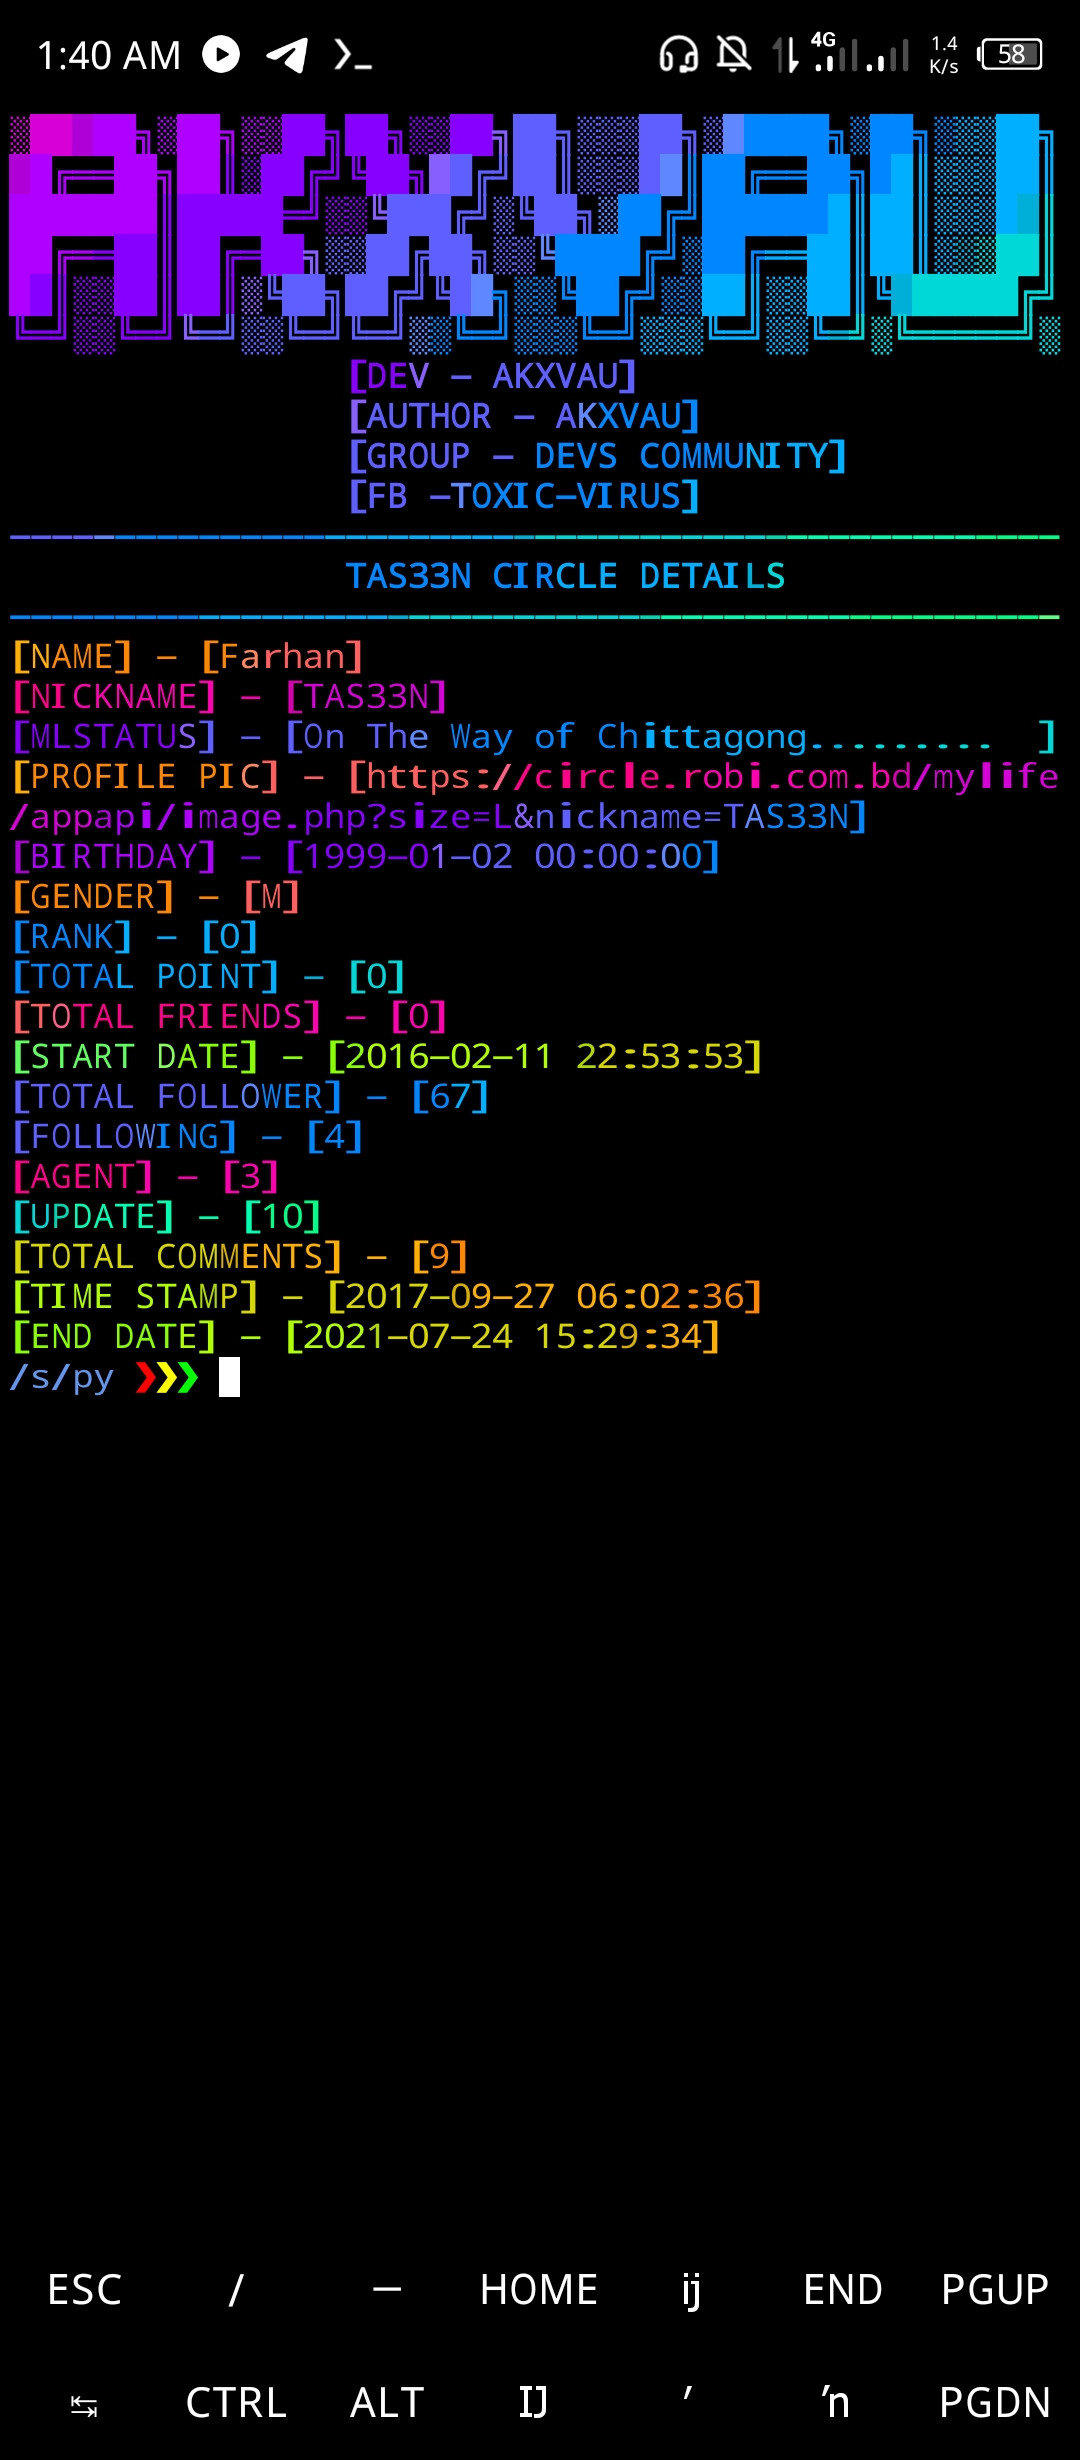 1:40 AM
4G 1.4 K/s 58
AKXVAU
[DEV - AKXVAU]
[AUTHOR - AKXVAU]
[GROUP - DEVS COMMUNITY]
[FB -TOXIC-VIRUS]
TAS33N CIRCLE DETAILS
[NAME] - [Farhan]
[NICKNAME] - [TAS33N]
[MLSTATUS] - [On The Way of Chittagong.........  ]
[PROFILE PIC] - [https://circle.robi.com.bd/mylife
/appapi/image.php?size=L&nickname=TAS33N]
[BIRTHDAY] - [1999-01-02 00:00:00]
[GENDER] - [M]
[RANK] - [0]
[TOTAL POINT] - [0]
[TOTAL FRIENDS] - [0]
[START DATE] - [2016-02-11 22:53:53]
[TOTAL FOLLOWER] - [67]
[FOLLOWING] - [4]
[AGENT] - [3]
[UPDATE] - [10]
[TOTAL COMMENTS] - [9]
[TIME STAMP] - [2017-09-27 06:02:36]
[END DATE] - [2021-07-24 15:29:34]
/s/py ❯❯❯
ESC / — HOME ĳ END PGUP
↹ CTRL ALT Ĳ ′ ŉ PGDN